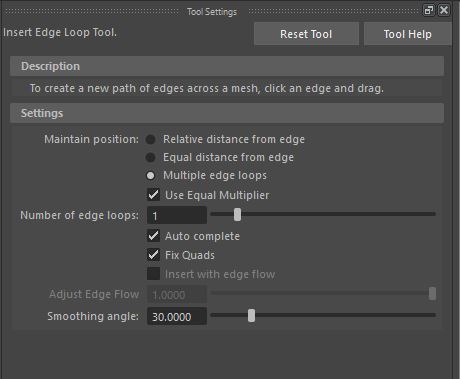 Tool Settings
Insert Edge Loop Tool.
Reset Tool
Tool Help
Description
To create a new path of edges across a mesh, click an edge and drag.
Settings
Maintain position: Relative distance from edge
Equal distance from edge
Multiple edge loops
Use Equal Multiplier
Number of edge loops: 1
Auto complete
Fix Quads
Insert with edge flow
Adjust Edge Flow 1.0000
Smoothing angle: 30.0000